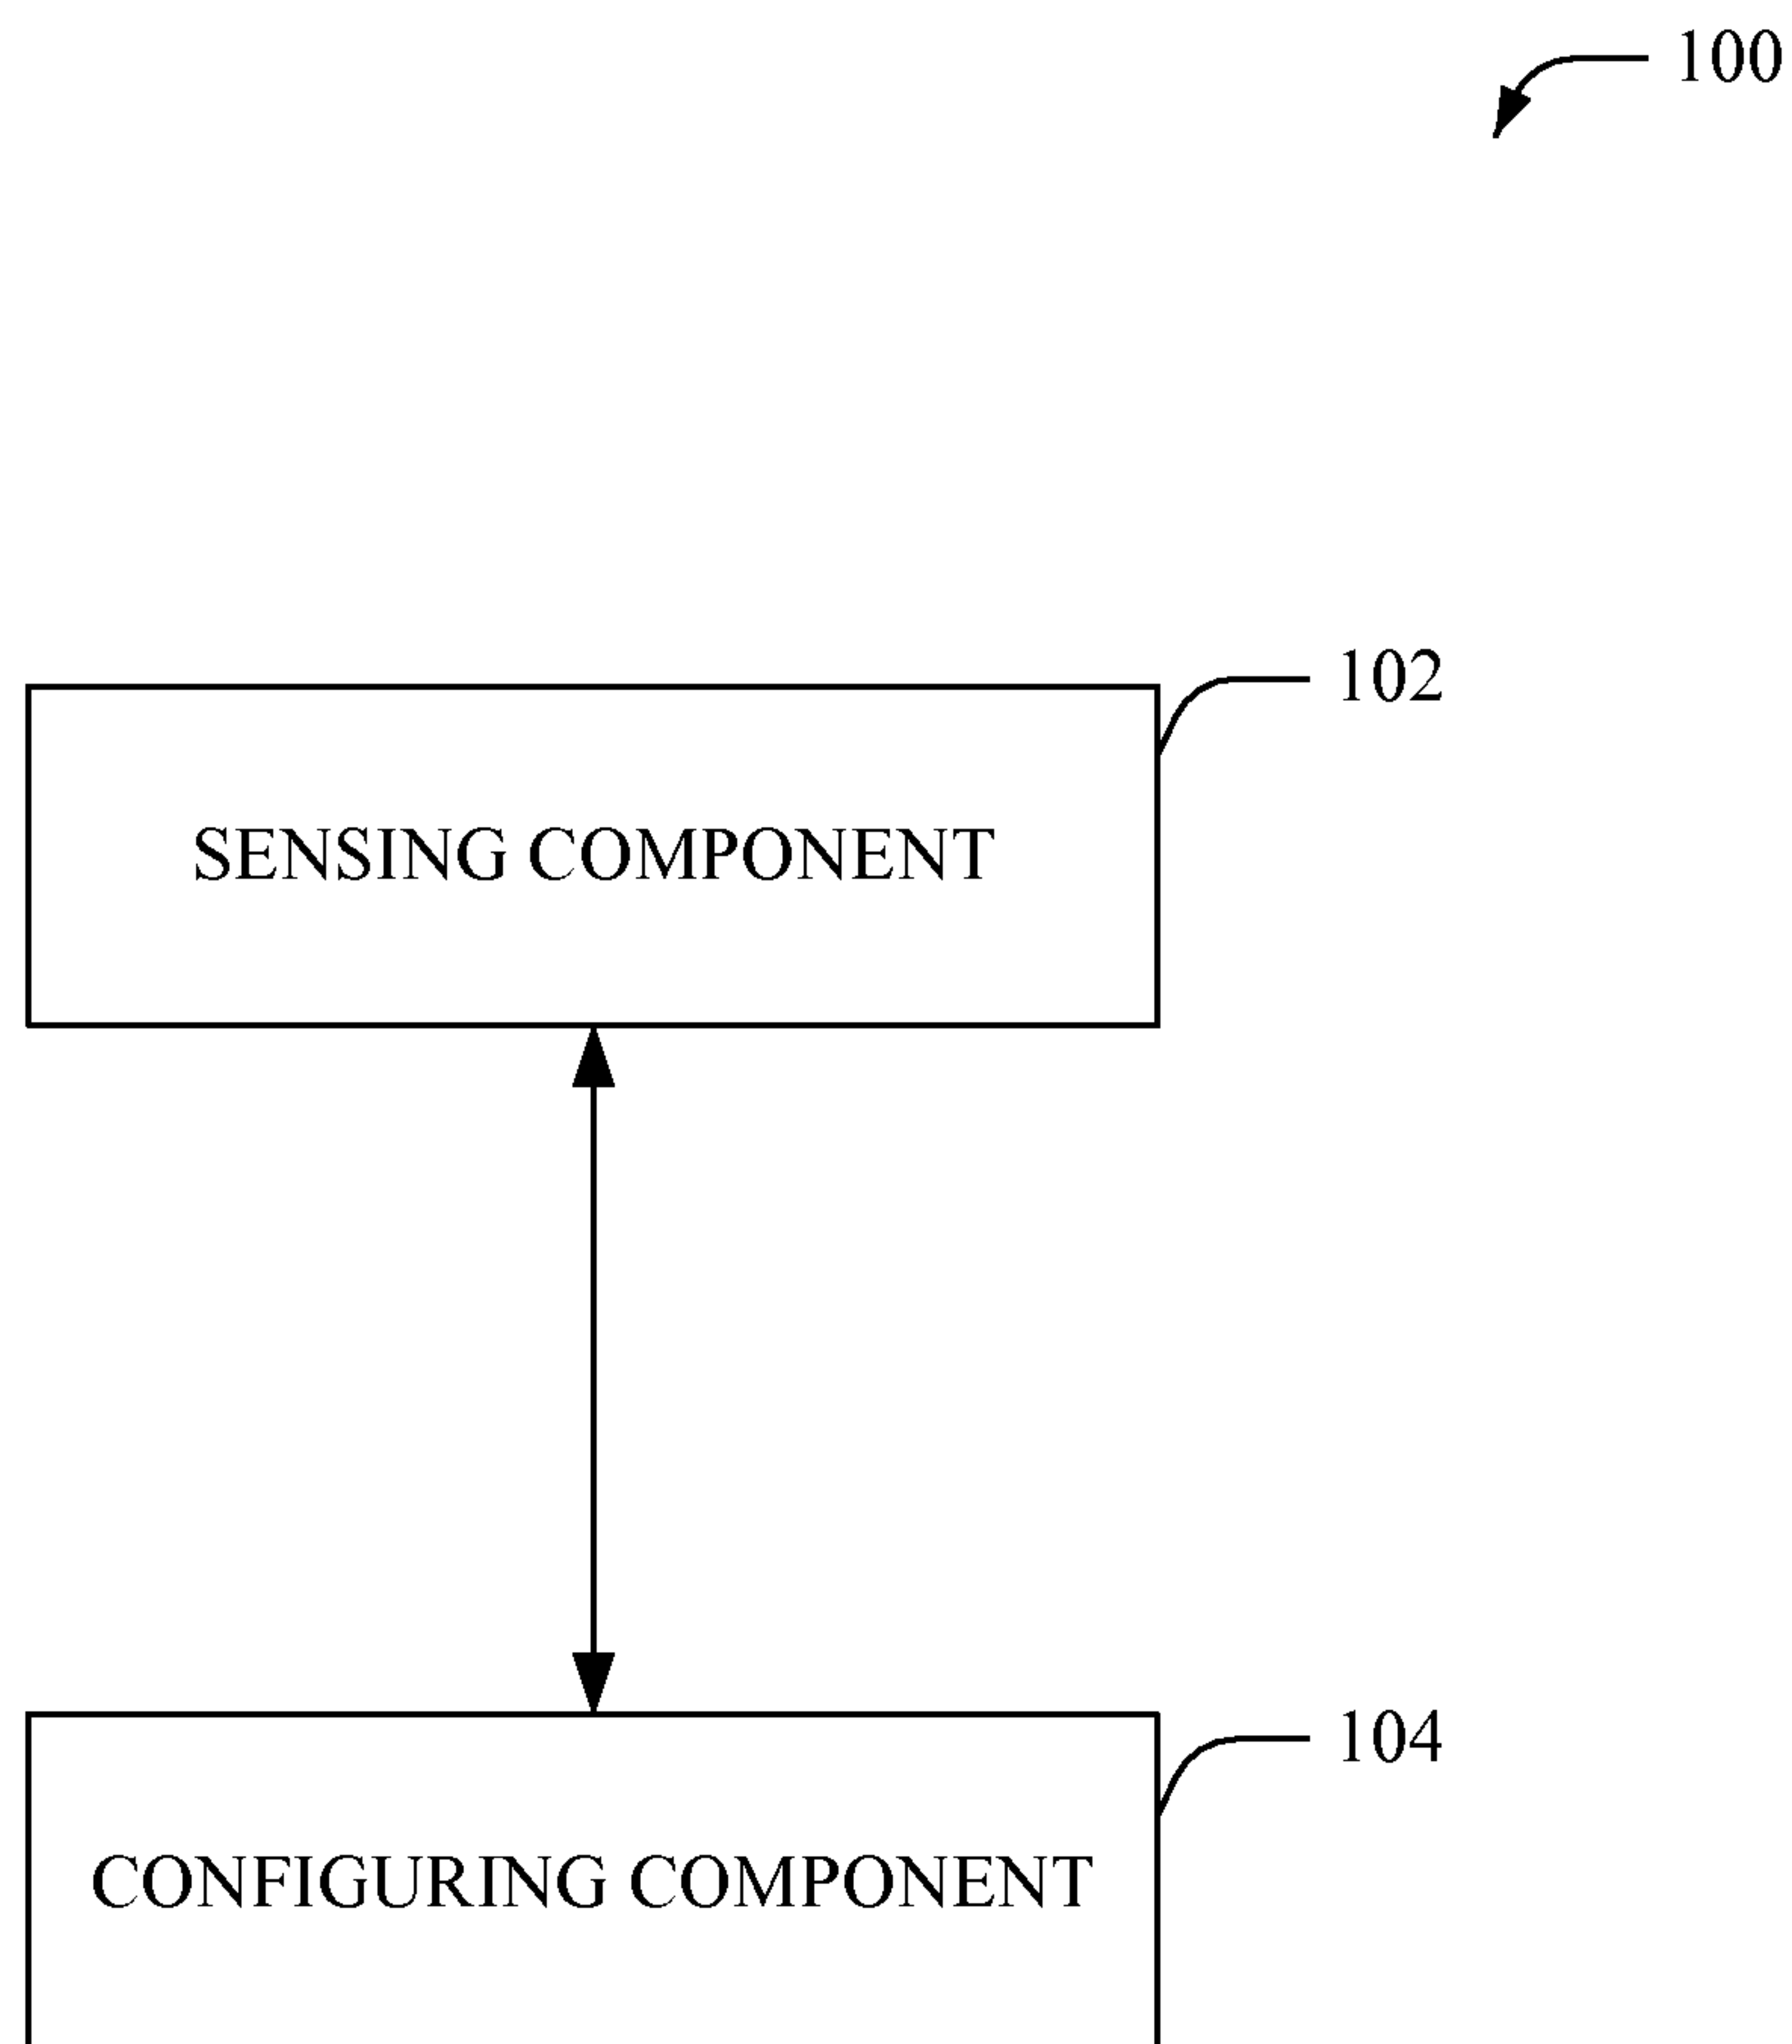 100
102
SENSING COMPONENT
104
CONFIGURING COMPONENT